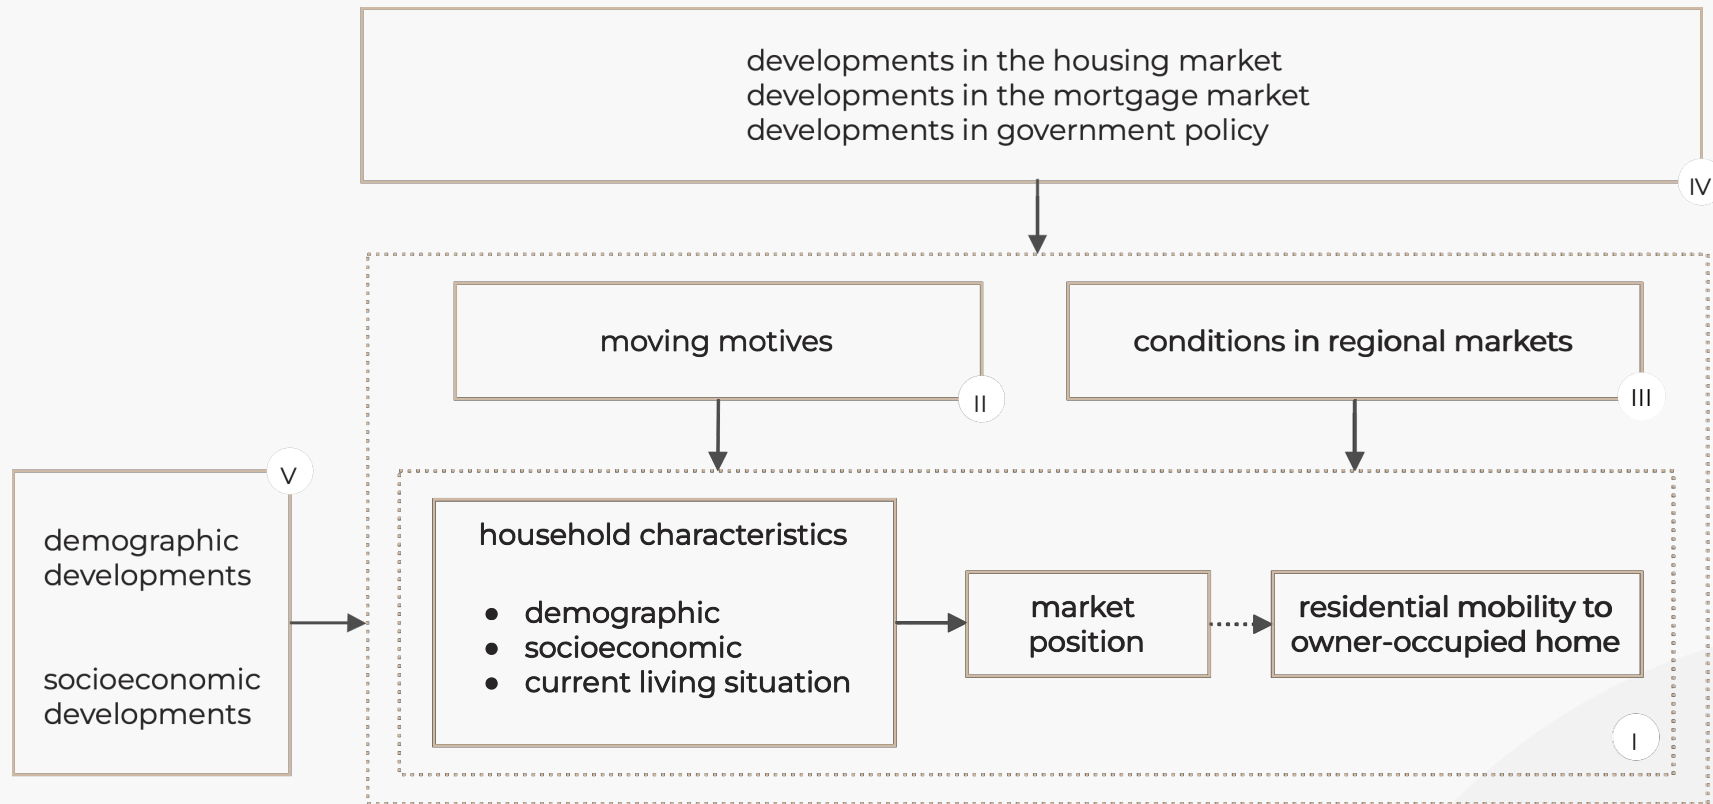 developments in the housing market
developments in the mortgage market
developments in government policy
IV
moving motives
II
conditions in regional markets
III
V
demographic
developments
socioeconomic
developments
household characteristics
● demographic
● socioeconomic
● current living situation
market
position
residential mobility to
owner-occupied home
I